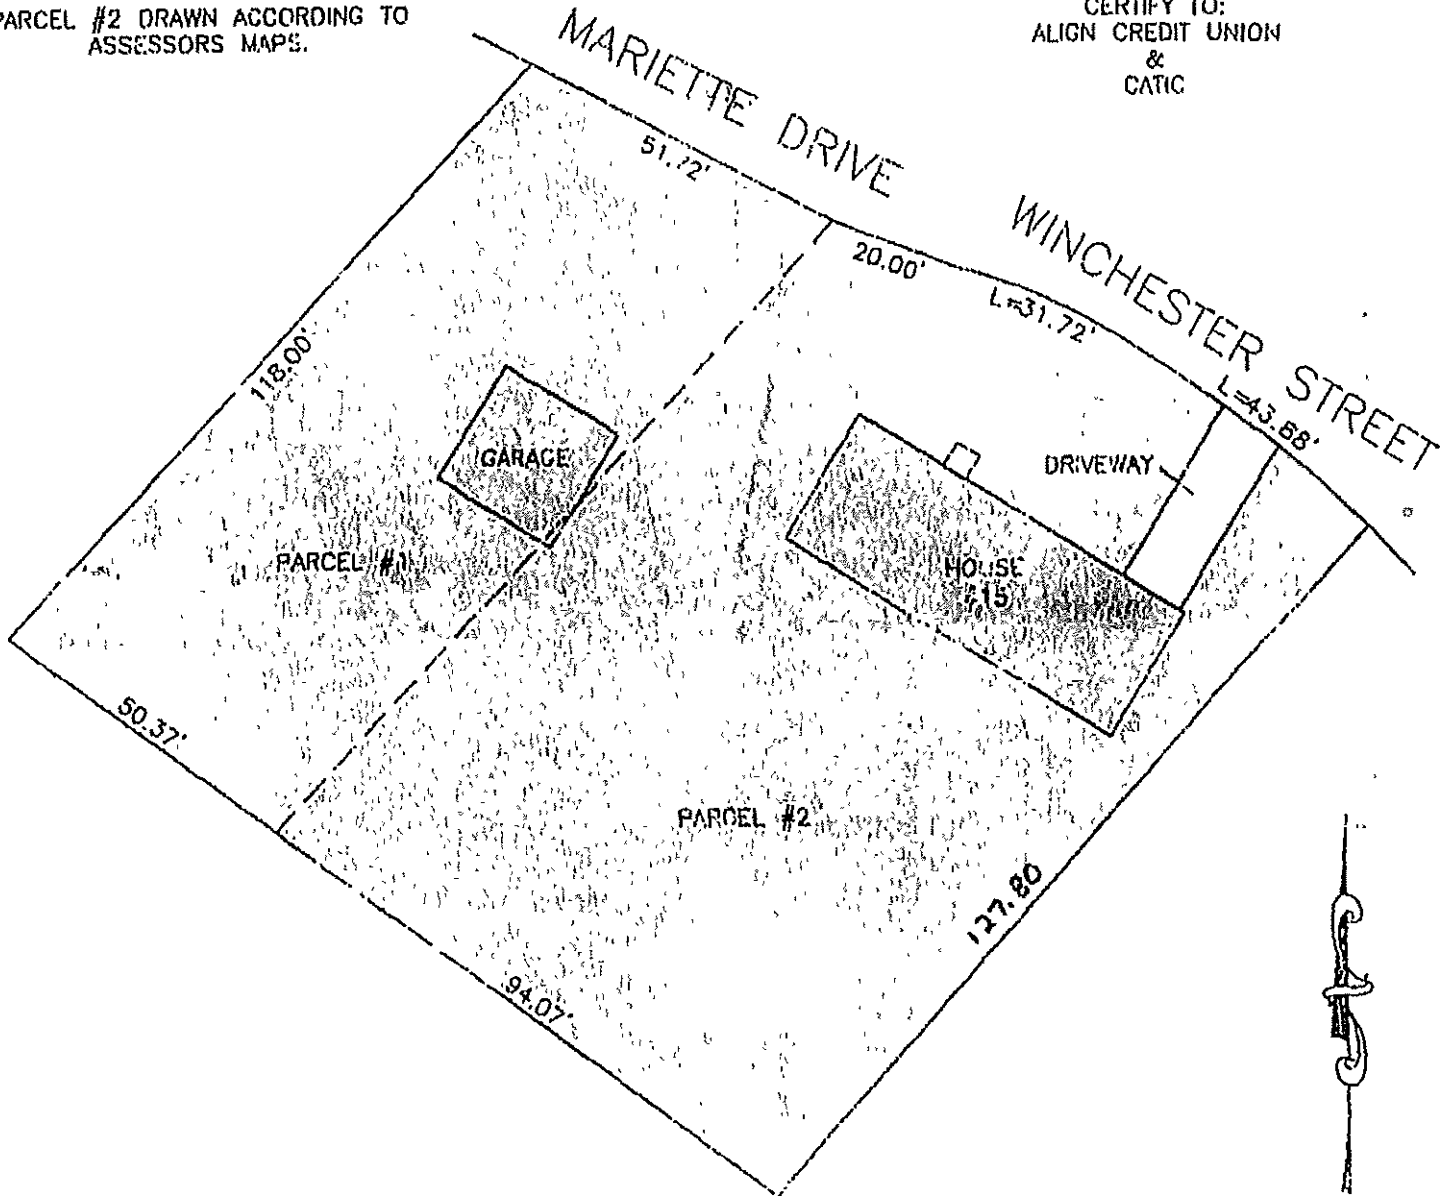 PARCEL #2 DRAWN ACCORDING TO
ASSESSORS MAPS.
CERTIFY TO:
ALIGN CREDIT UNION
&
CATIC
MARIETTE DRIVE
WINCHESTER STREET
51.72'
20.00'
L=31.72'
L=43.68'
118.00'
GARAGE
DRIVEWAY
HOUSE
#15
PARCEL #1
50.37'
PARCEL #2
127.80
94.07'